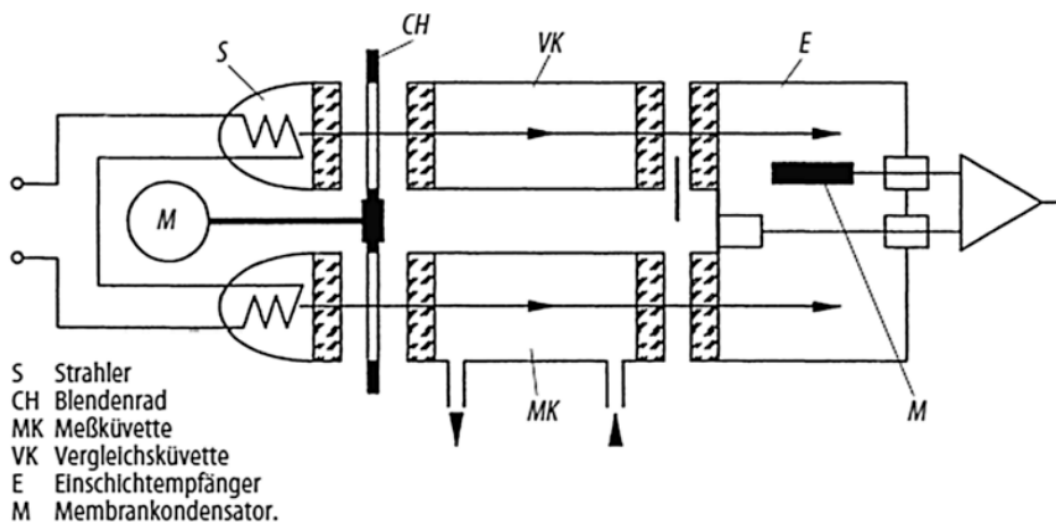 S
CH
VK
E
M
MK
M
S Strahler
CH Blendenrad
MK Meßküvette
VK Vergleichsküvette
E Einschichtempfänger
M Membrankondensator.